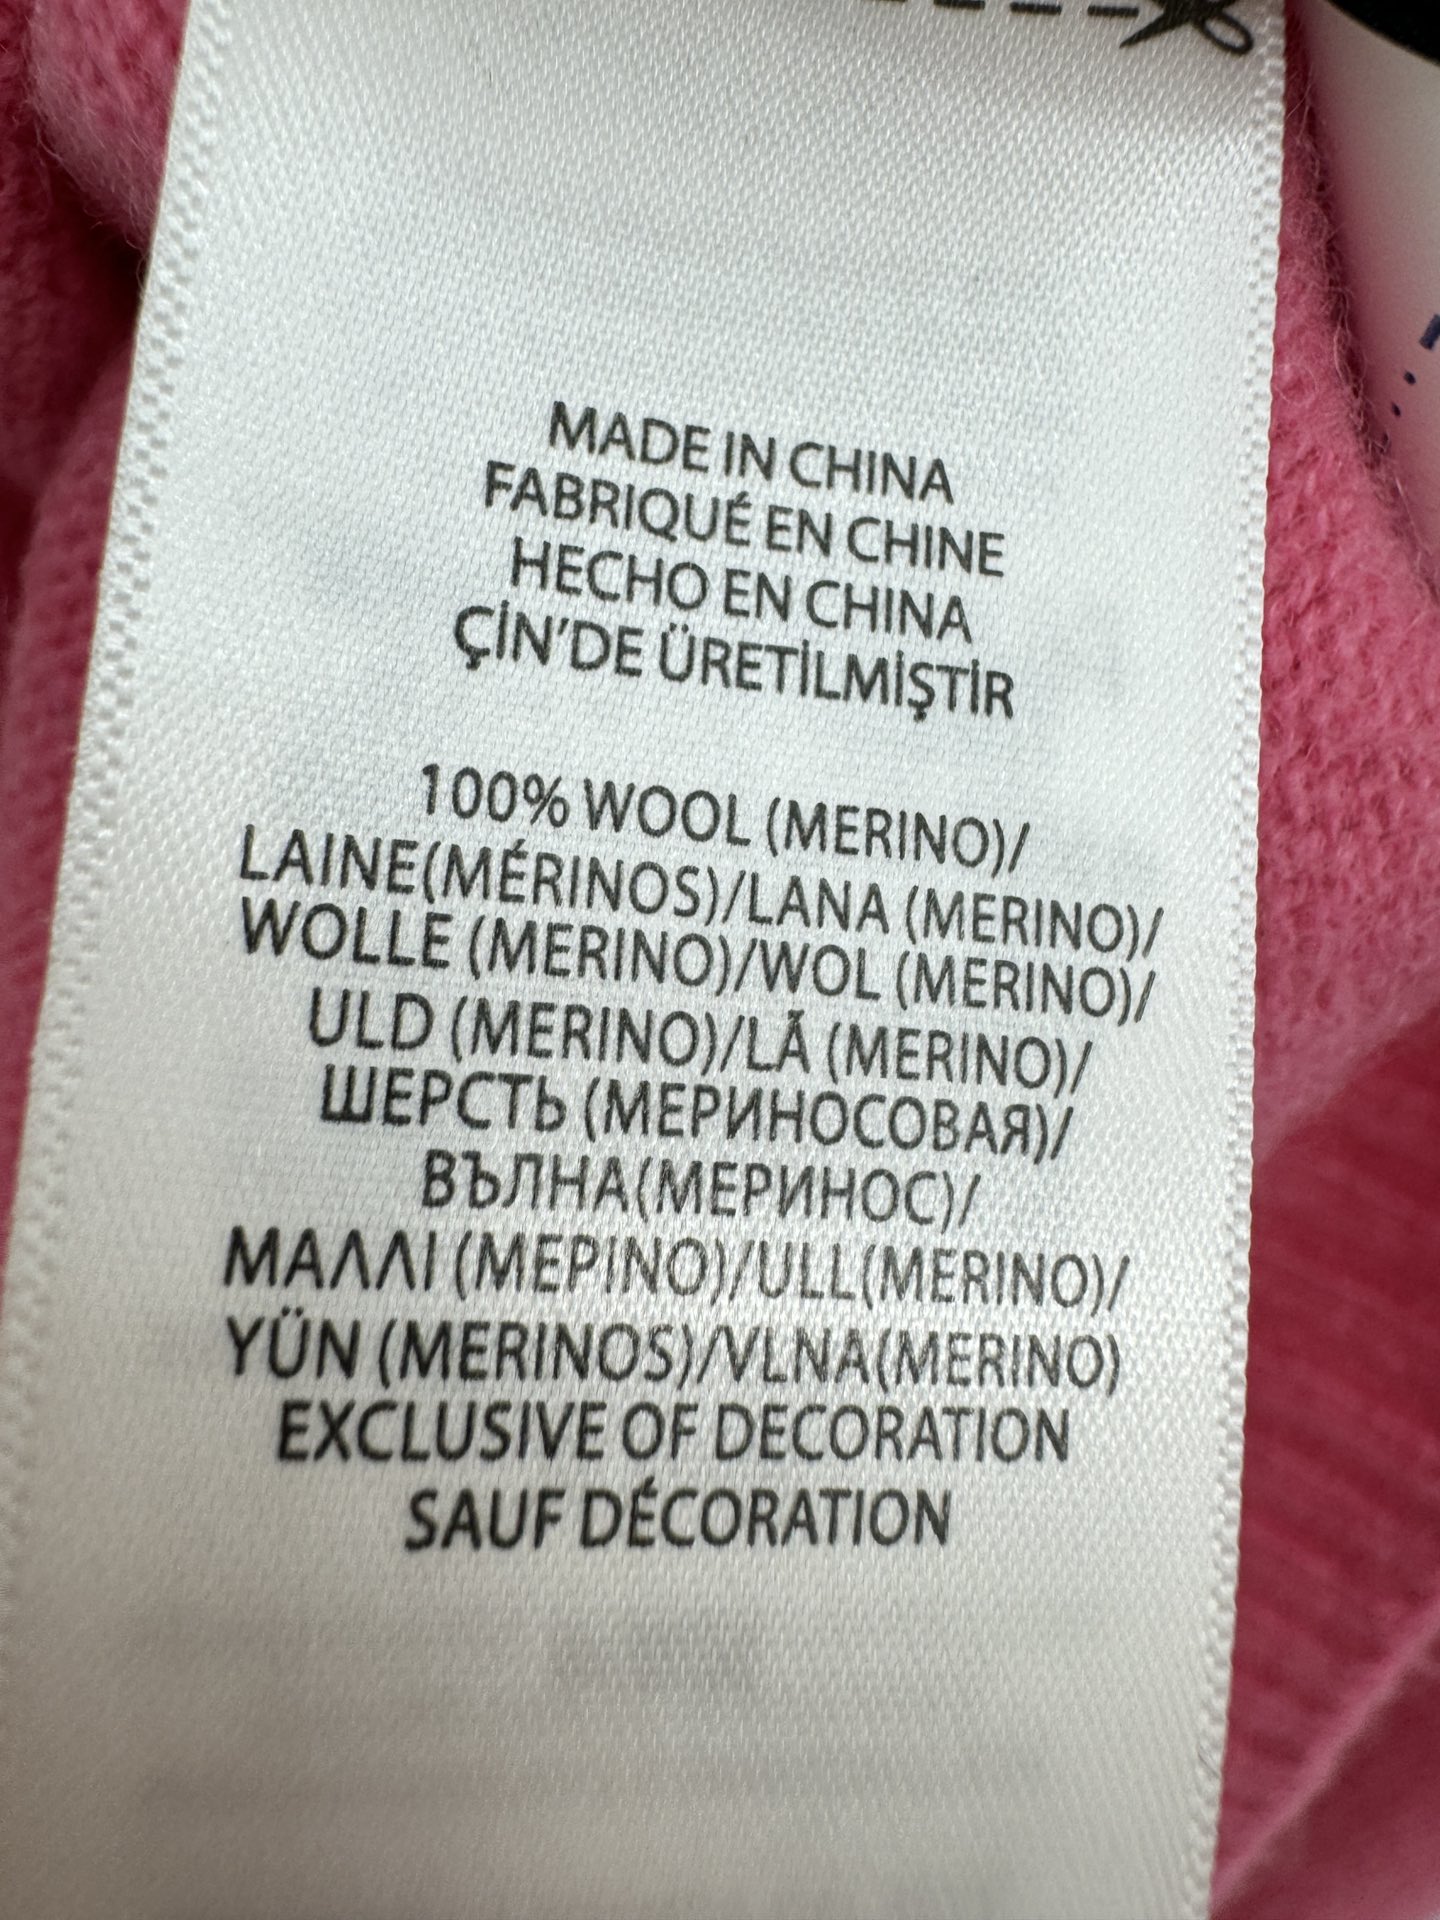 MADE IN CHINA
FABRIQUÉ EN CHINE
HECHO EN CHINA
ÇİN'DE ÜRETİLMİŞTİR
100% WOOL (MERINO)/
LAINE(MÉRINOS)/LANA (MERINO)/
WOLLE (MERINO)/WOL (MERINO)/
ULD (MERINO)/LÃ (MERINO)/
ШЕРСТЬ (МЕРИНОСОВАЯ)/
ВЪЛНА(МЕРИНОС)/
ΜΑΛΛΙ (ΜΕΡΙΝΟ)/ULL(MERINO)/
YÜN (MERINOS)/VLNA(MERINO)
EXCLUSIVE OF DECORATION
SAUF DÉCORATION